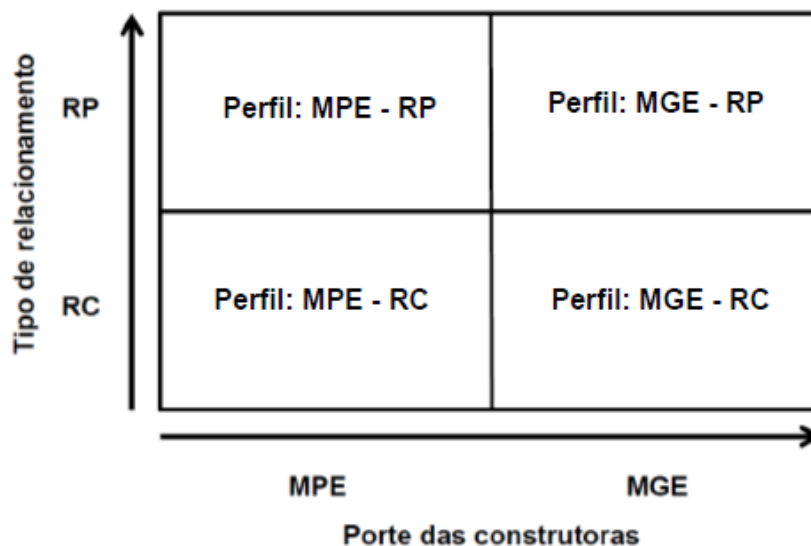 Tipo de relacionamento
RP
Perfil: MPE - RP
Perfil: MGE - RP
RC
Perfil: MPE - RC
Perfil: MGE - RC
MPE
MGE
Porte das construtoras